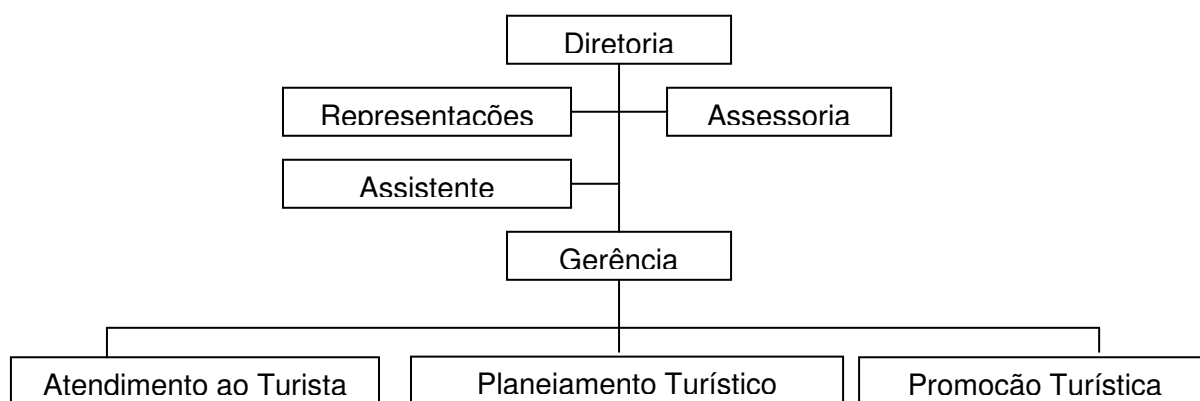 Diretoria
Representações
Assessoria
Assistente
Gerência
Atendimento ao Turista
Planejamento Turístico
Promoção Turística